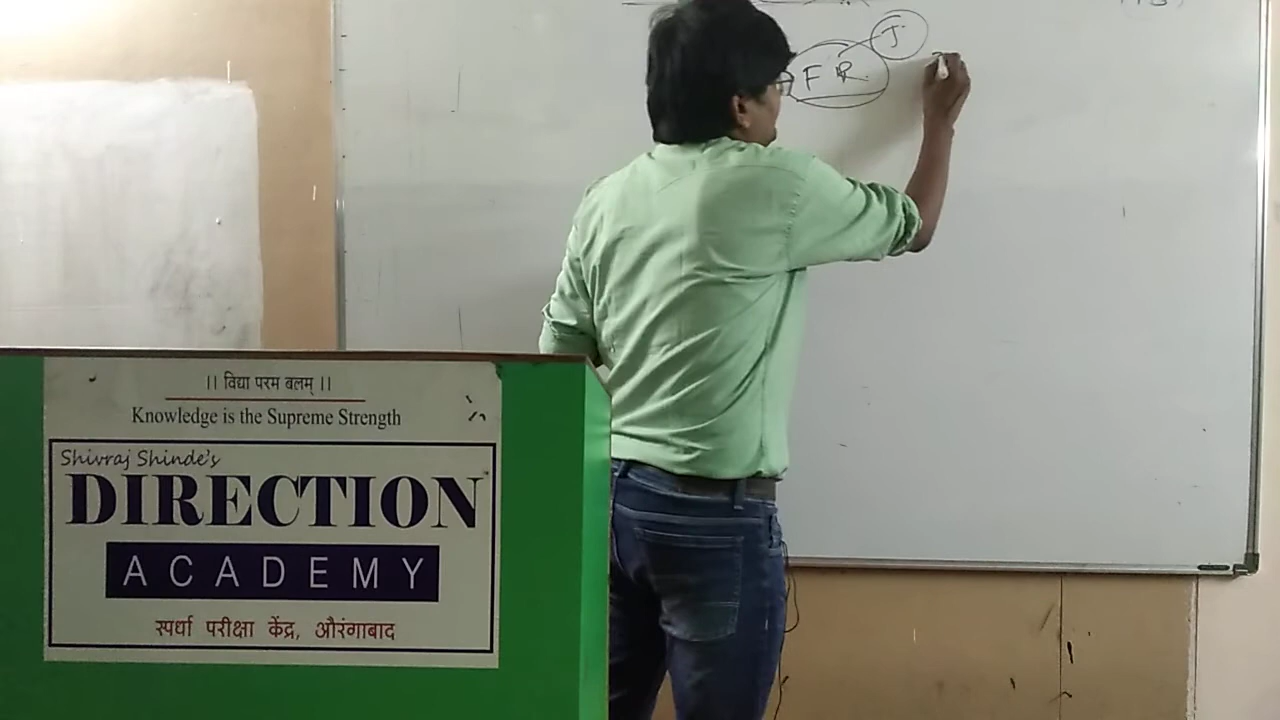 J
F R
।। विद्या परम बलम् ।।
Knowledge is the Supreme Strength
Shivraj Shinde's
DIRECTION
ACADEMY
स्पर्धा परीक्षा केंद्र, औरंगाबाद